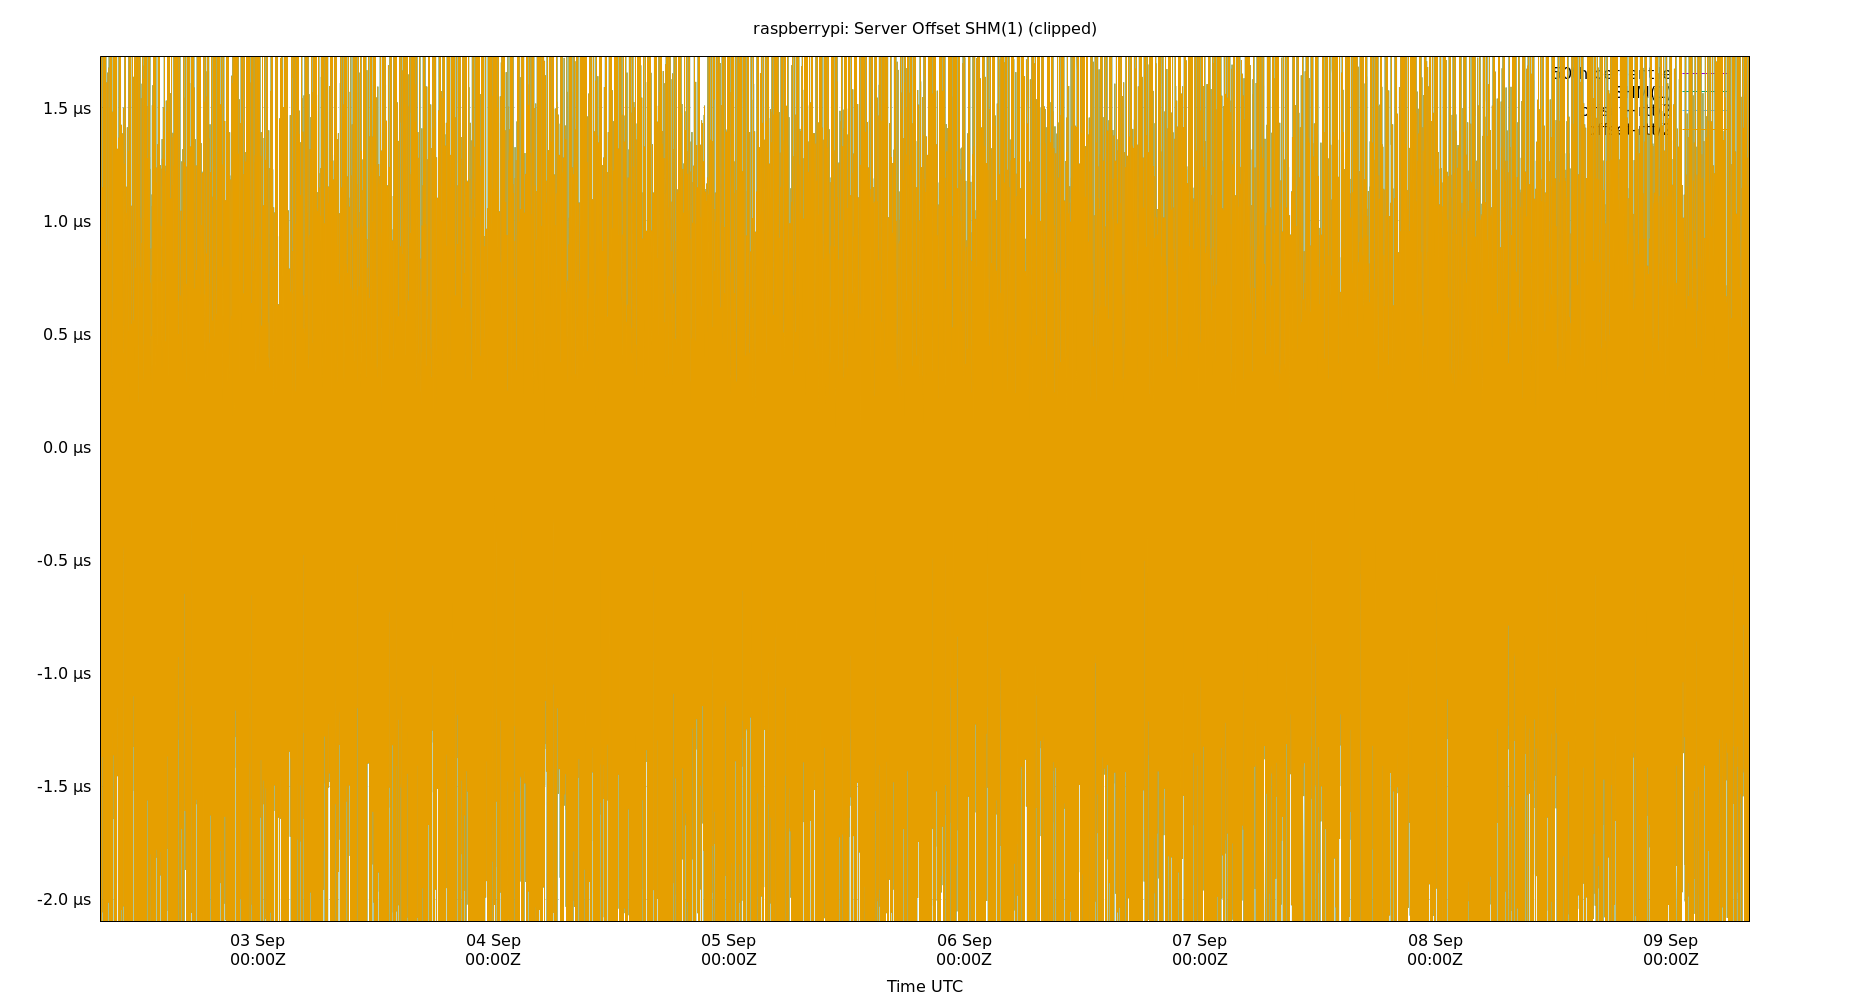 raspberrypi: Server Offset SHM(1) (clipped)
1.5 µs
1.0 µs
0.5 µs
0.0 µs
-0.5 µs
-1.0 µs
-1.5 µs
-2.0 µs
SHM(1)
03 Sep 04 Sep 05 Sep 06 Sep 07 Sep 08 Sep 09 Sep
00:00Z 00:00Z 00:00Z 00:00Z 00:00Z 00:00Z 00:00Z
Time UTC